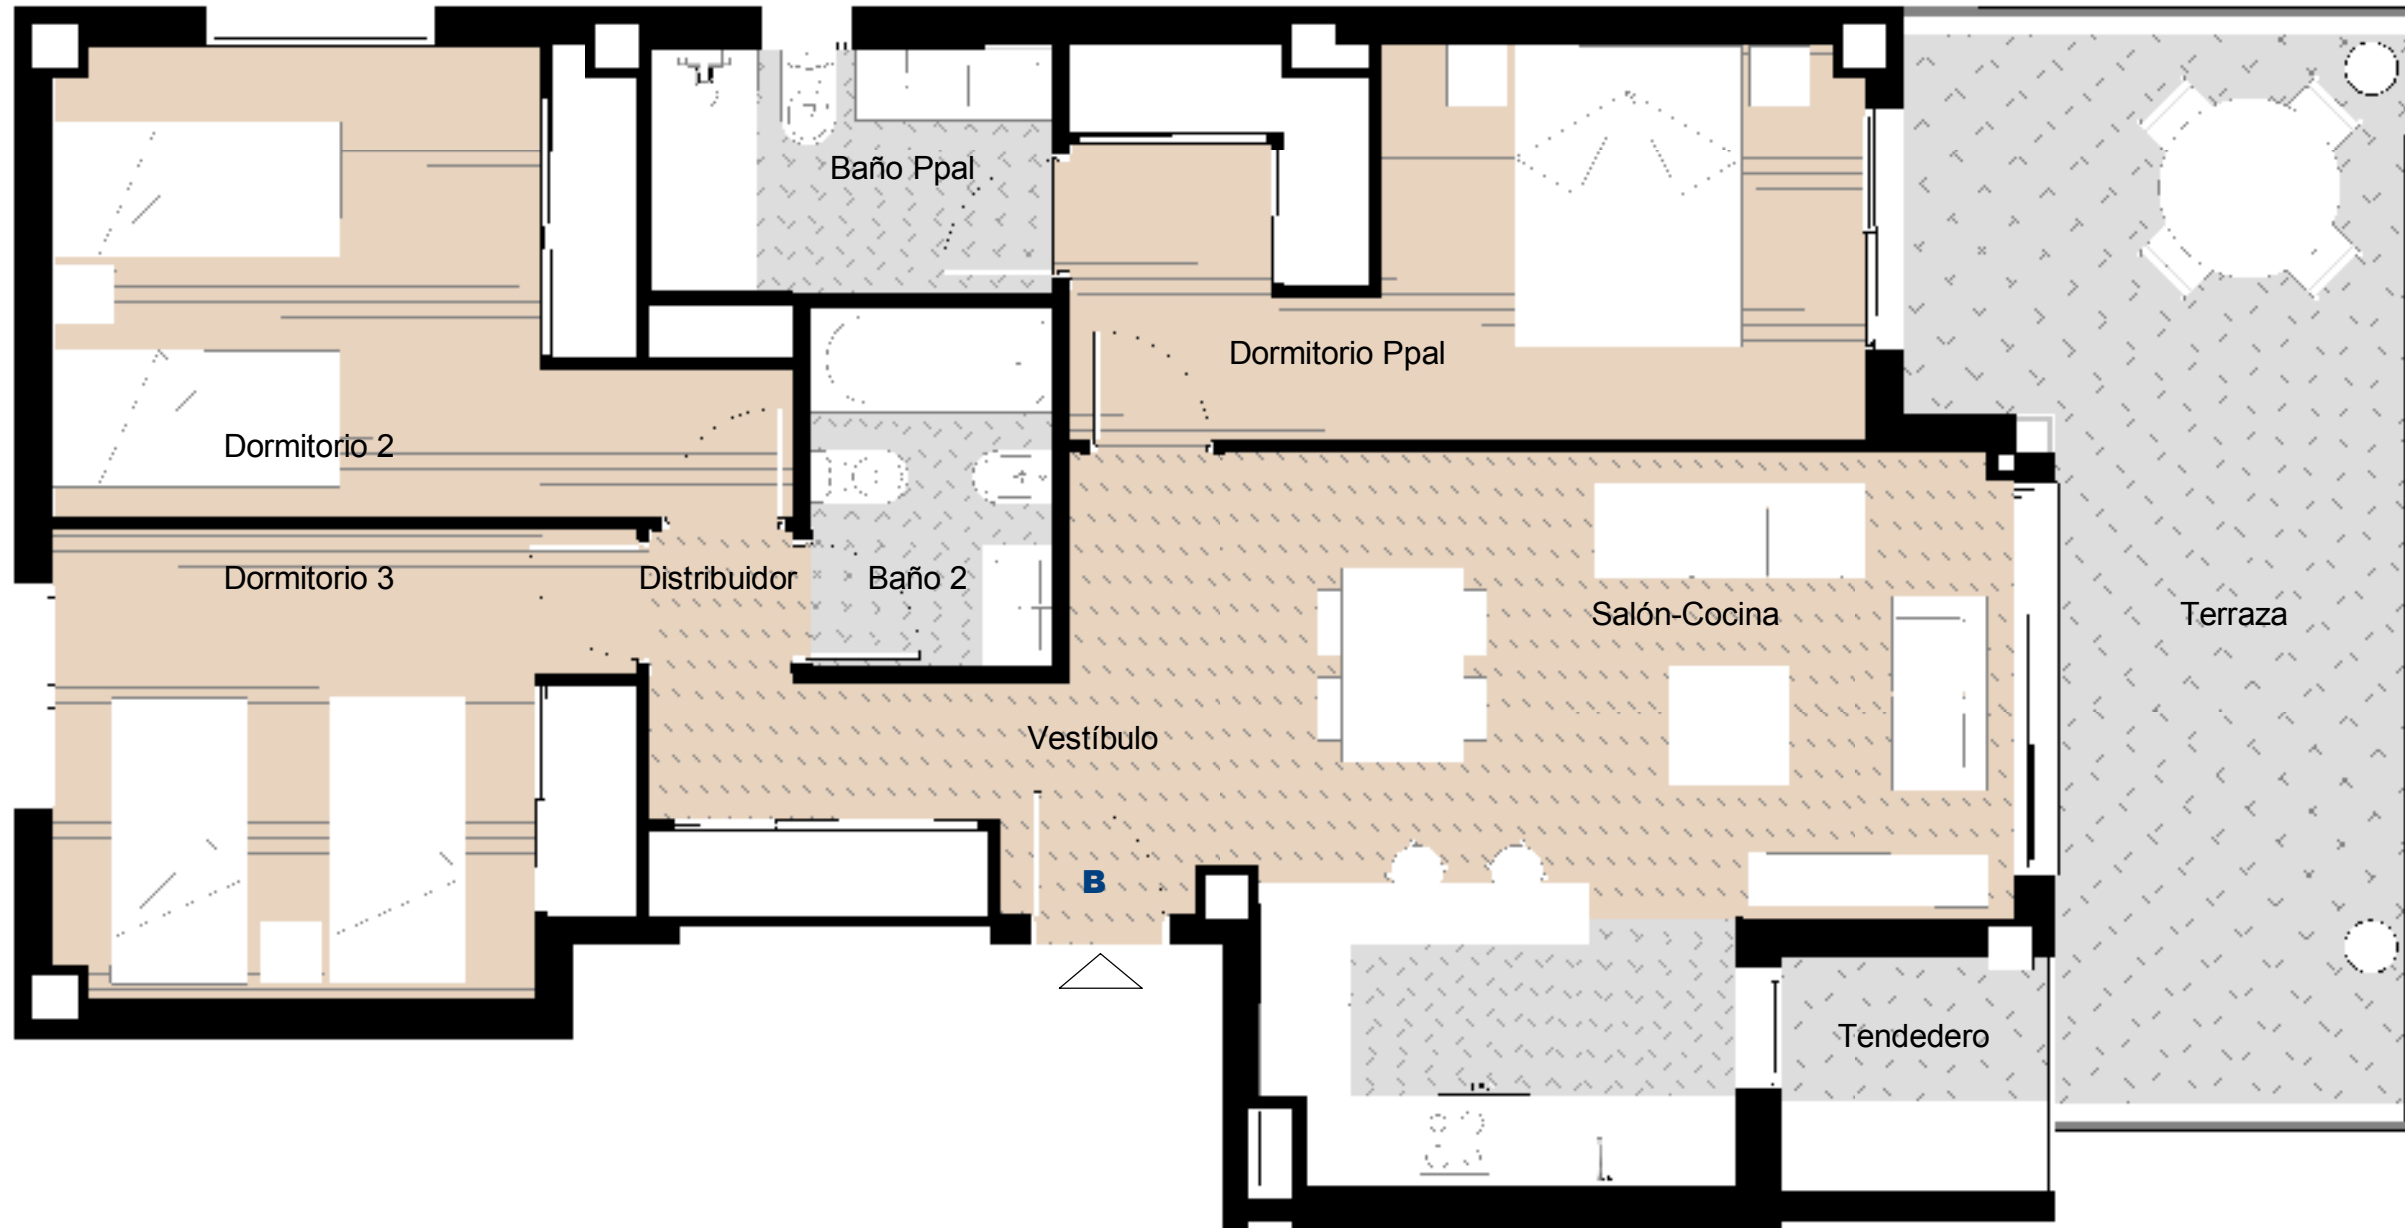 Baño Ppal
Dormitorio Ppal
Dormitorio 2
Dormitorio 3
Distribuidor
Baño 2
Salón-Cocina
Terraza
Vestíbulo
B
Tendedero